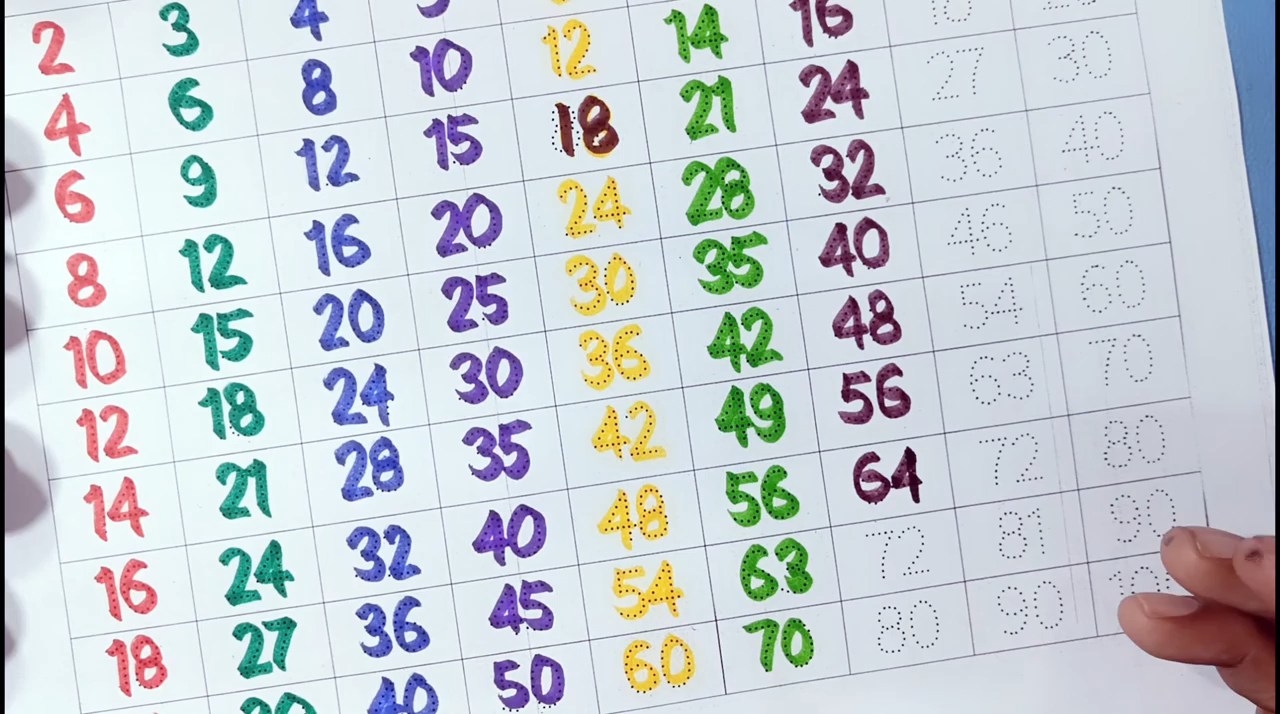 2 3 4
4 6 8 10 12 14 16
6 9 12 15 18 21 24 27 30
8 12 16 20 24 28 32 36 40
10 15 20 25 30 35 40 46 50
12 18 24 30 36 42 48 54 60
14 21 28 35 42 49 56 63 70
16 24 32 40 48 56 64 72 80
18 27 36 45 54 63 72 81 90
30 40 50 60 70 80 90